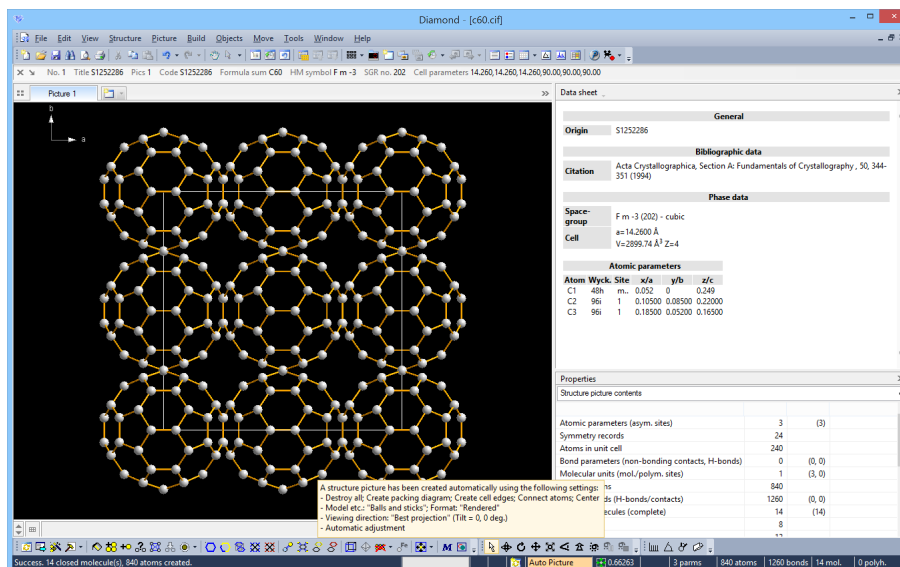 Diamond - [c60.cif]
File Edit View Structure Picture Build Objects Move Tools Window Help
No. 1 Title S1252286 Pics 1 Code S1252286 Formula sum C60 HM symbol F m -3 SGR no. 202 Cell parameters 14.260,14.260,14.260,90.00,90.00,90.00
Picture 1
b
a
Data sheet
General
Origin S1252286
Bibliographic data
Citation Acta Crystallographica, Section A: Fundamentals of Crystallography , 50, 344-
351 (1994)
Phase data
Space- F m -3 (202) - cubic
group
Cell a=14.2600 Å
V=2899.74 Å³ Z=4
Atomic parameters
Atom Wyck. Site x/a y/b z/c
C1 48h m.. 0.052 0 0.249
C2 96i 1 0.10500 0.08500 0.22000
C3 96i 1 0.18500 0.05200 0.16500
Properties
Structure picture contents
Atomic parameters (asym. sites) 3 (3)
Symmetry records 24
Atoms in unit cell 240
Bond parameters (non-bonding contacts, H-bonds) 0 (0, 0)
Molecular units (mol./polym. sites) 1 (3, 0)
ms 840
ds (H-bonds/contacts) 1260 (0, 0)
ecules (complete) 14 (14)
8
A structure picture has been created automatically using the following settings:
- Destroy all; Create packing diagram; Create cell edges; Connect atoms; Center
- Model etc.: "Balls and sticks"; Format: "Rendered"
- Viewing direction: "Best projection" (Tilt = 0, 0 deg.)
- Automatic adjustment
Success. 14 closed molecule(s), 840 atoms created.
Auto Picture 0.66263 3 parms 840 atoms 1260 bonds 14 mol. 0 polyh.